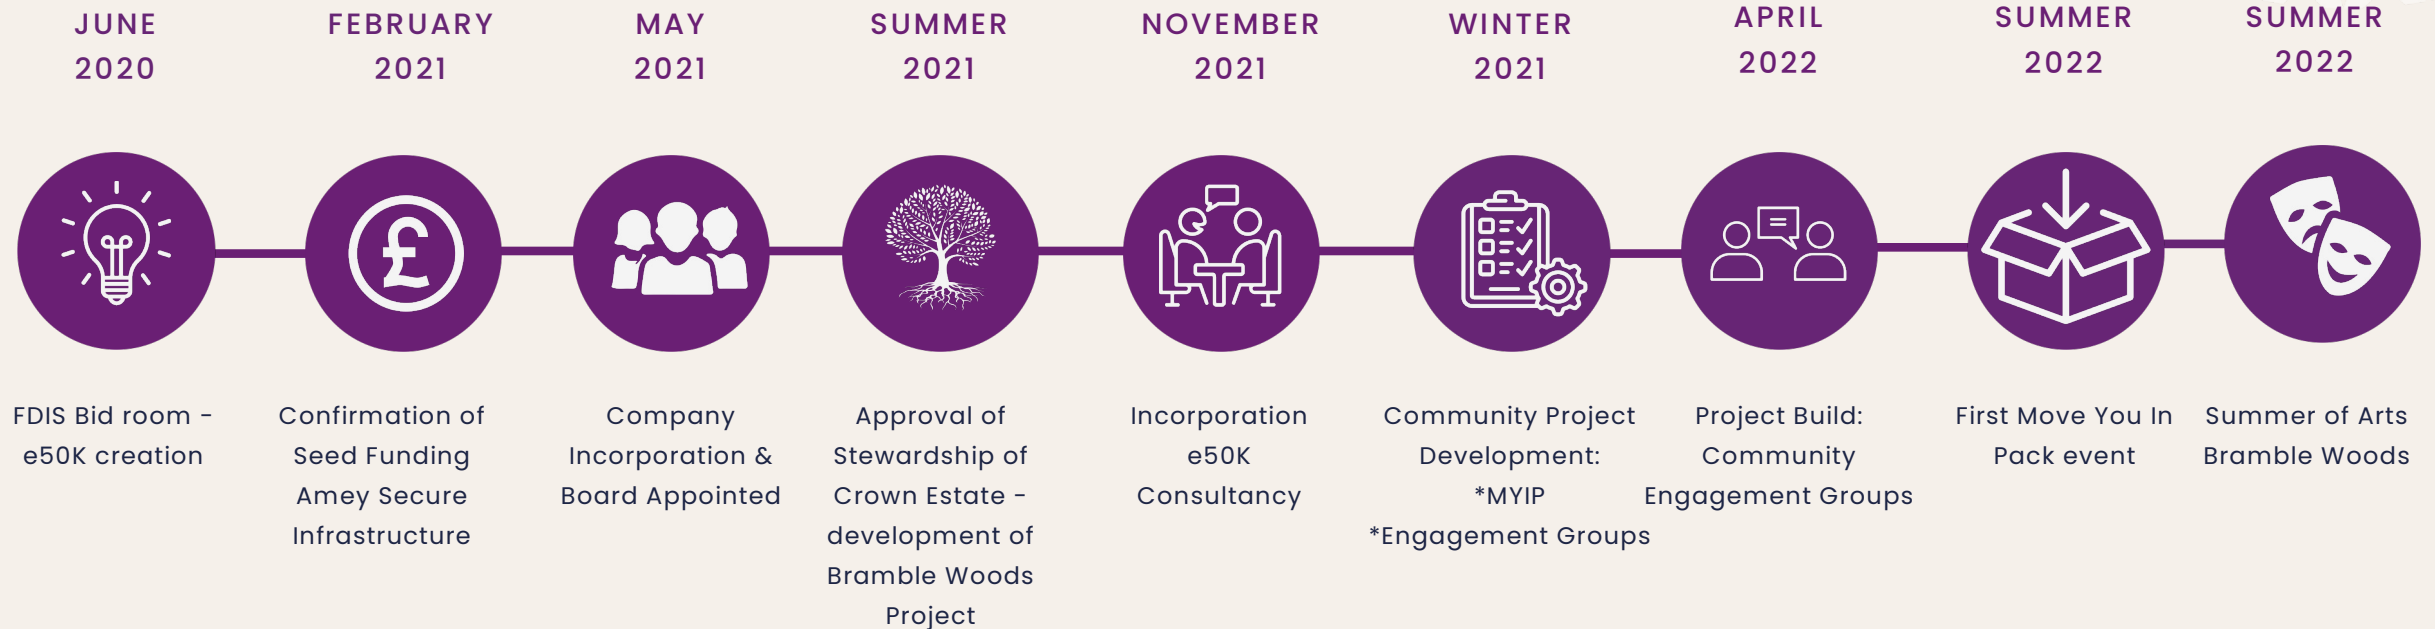 JUNE
2020
FEBRUARY
2021
MAY
2021
SUMMER
2021
NOVEMBER
2021
WINTER
2021
APRIL
2022
SUMMER
2022
SUMMER
2022
£
FDIS Bid room -
e50K creation
Confirmation of
Seed Funding
Amey Secure
Infrastructure
Company
Incorporation &
Board Appointed
Approval of
Stewardship of
Crown Estate -
development of
Bramble Woods
Project
Incorporation
e50K
Consultancy
Community Project
Development:
*MYIP
*Engagement Groups
Project Build:
Community
Engagement Groups
First Move You In
Pack event
Summer of Arts
Bramble Woods